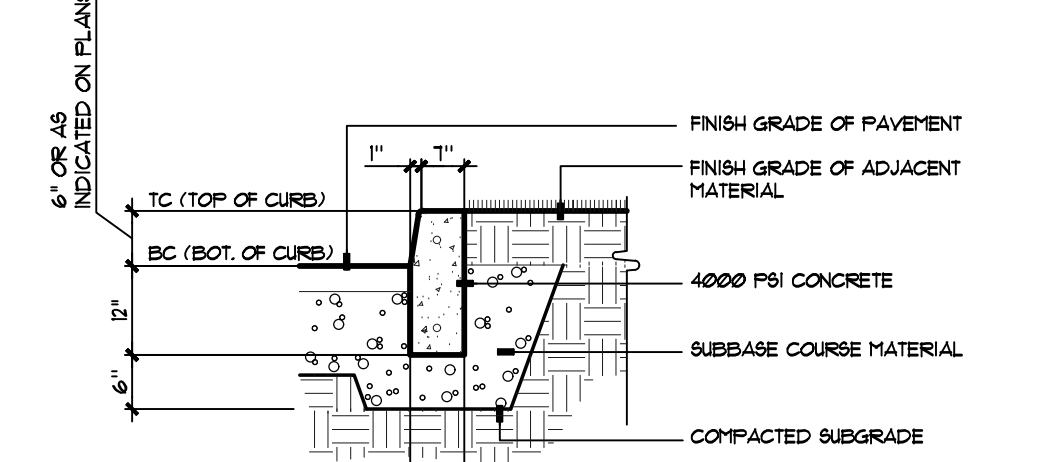 6" OR AS
INDICATED ON PLANS
FINISH GRADE OF PAVEMENT
1" 7"
FINISH GRADE OF ADJACENT
MATERIAL
TC (TOP OF CURB)
BC (BOT. OF CURB)
4000 PSI CONCRETE
12"
SUBBASE COURSE MATERIAL
6"
COMPACTED SUBGRADE